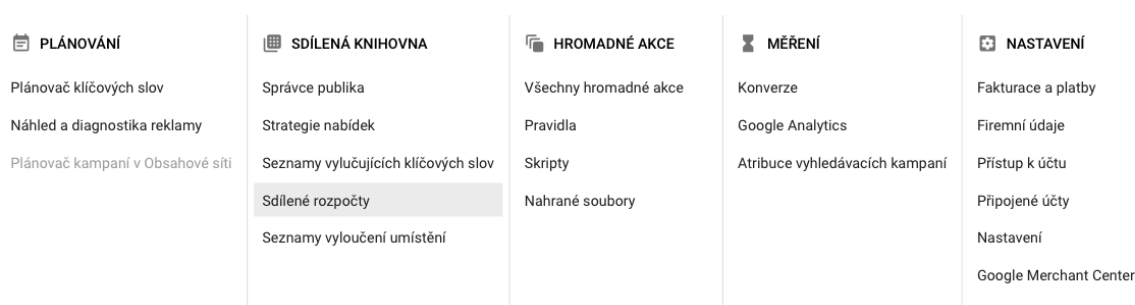 PLÁNOVÁNÍ
Plánovač klíčových slov
Náhled a diagnostika reklamy
Plánovač kampaní v Obsahové síti
SDÍLENÁ KNIHOVNA
Správce publika
Strategie nabídek
Seznamy vylučujících klíčových slov
Sdílené rozpočty
Seznamy vyloučení umístění
HROMADNÉ AKCE
Všechny hromadné akce
Pravidla
Skripty
Nahrané soubory
MĚŘENÍ
Konverze
Google Analytics
Atribuce vyhledávacích kampaní
NASTAVENÍ
Fakturace a platby
Firemní údaje
Přístup k účtu
Připojené účty
Nastavení
Google Merchant Center